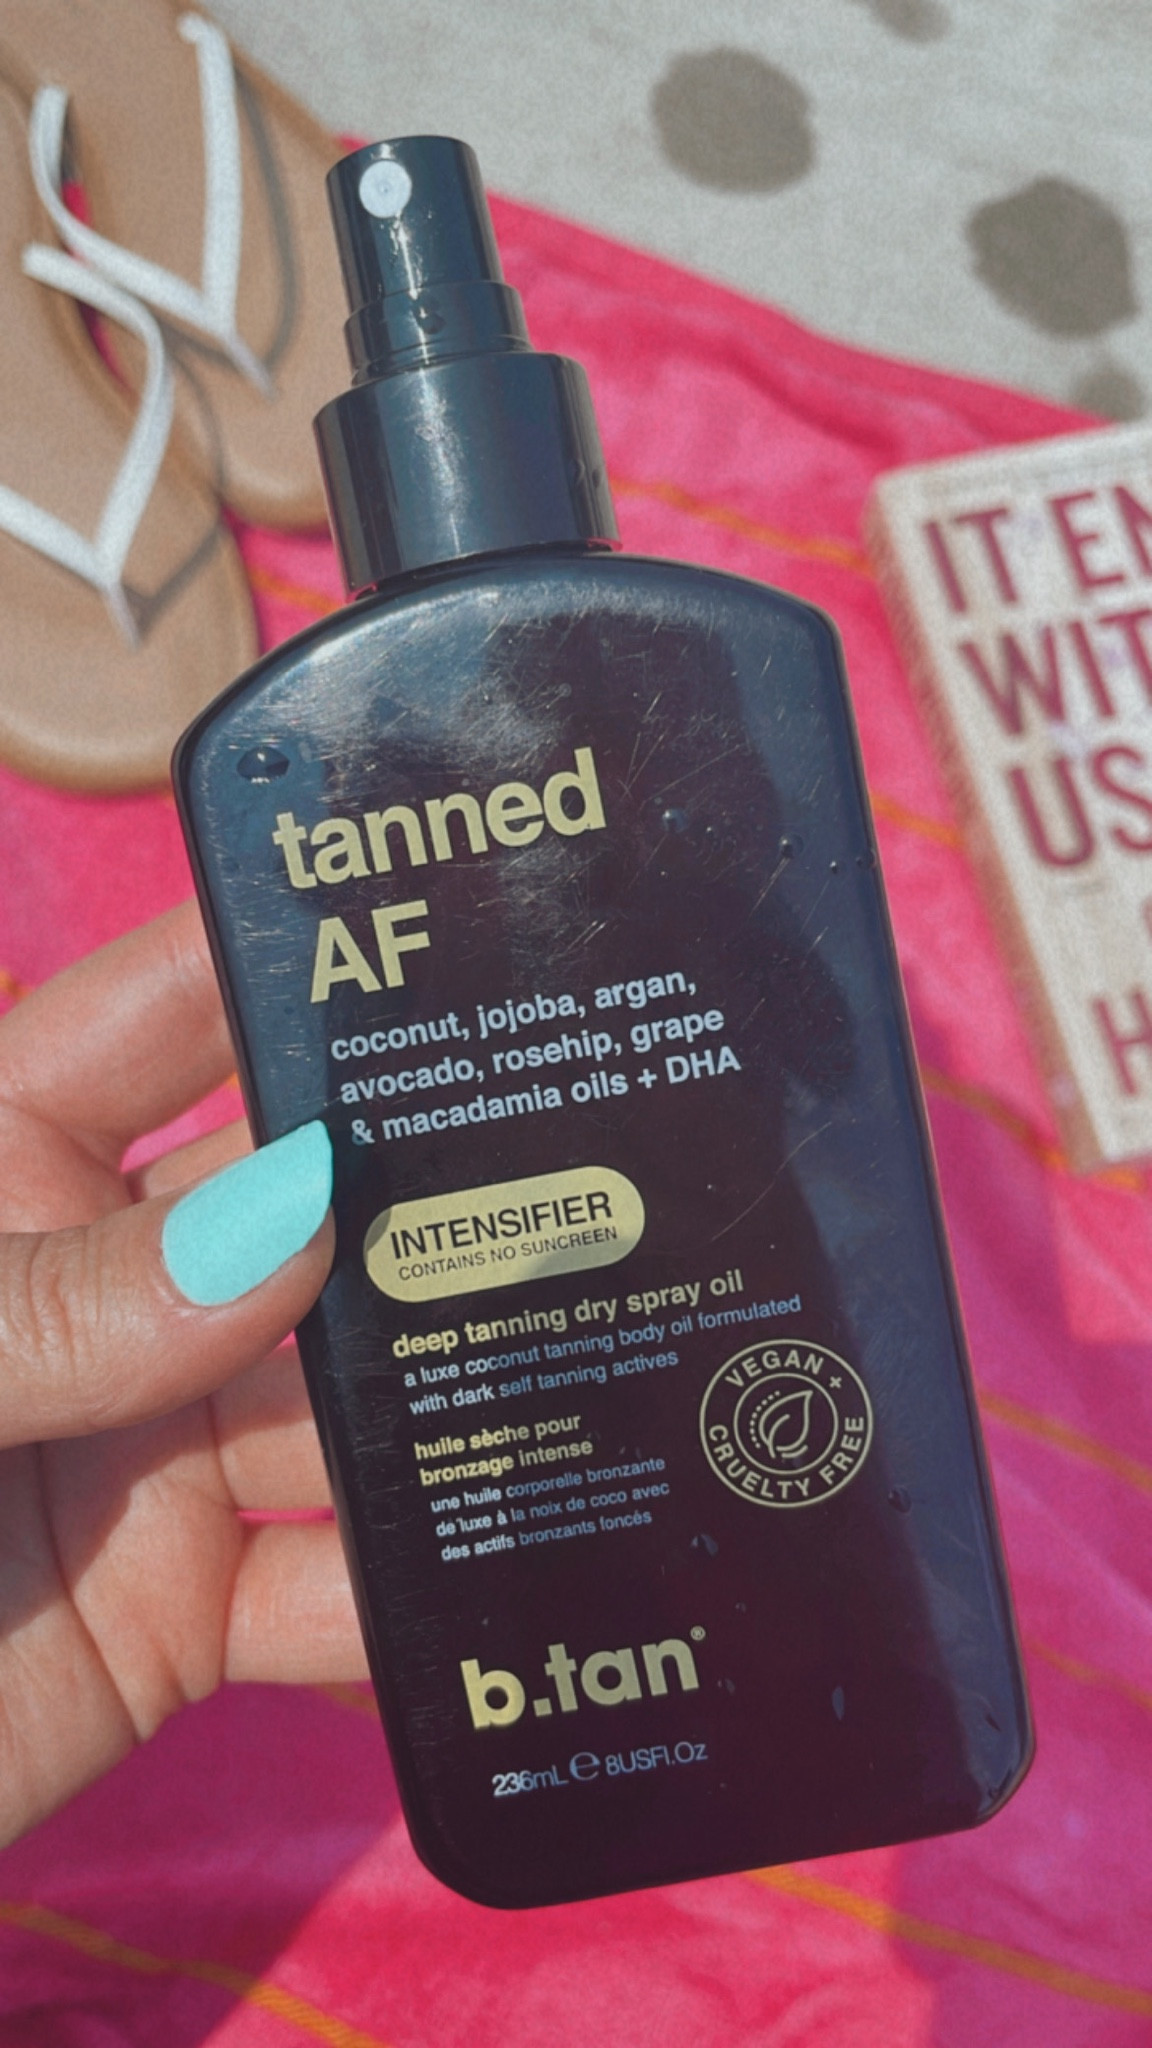 tanned
AF
coconut, jojoba, argan,
avocado, rosehip, grape
& macadamia oils + DHA
INTENSIFIER
CONTAINS NO SUNCREEN
deep tanning dry spray oil
a luxe coconut tanning body oil formulated
with dark self tanning actives
huile sèche pour
bronzage intense
une huile corporelle bronzante
de luxe à la noix de coco avec
des actifs bronzants foncés
VEGAN +
CRUELTY FREE
b.tan®
236mL ℮ 8USFl.Oz
IT EN
WIT
US
H